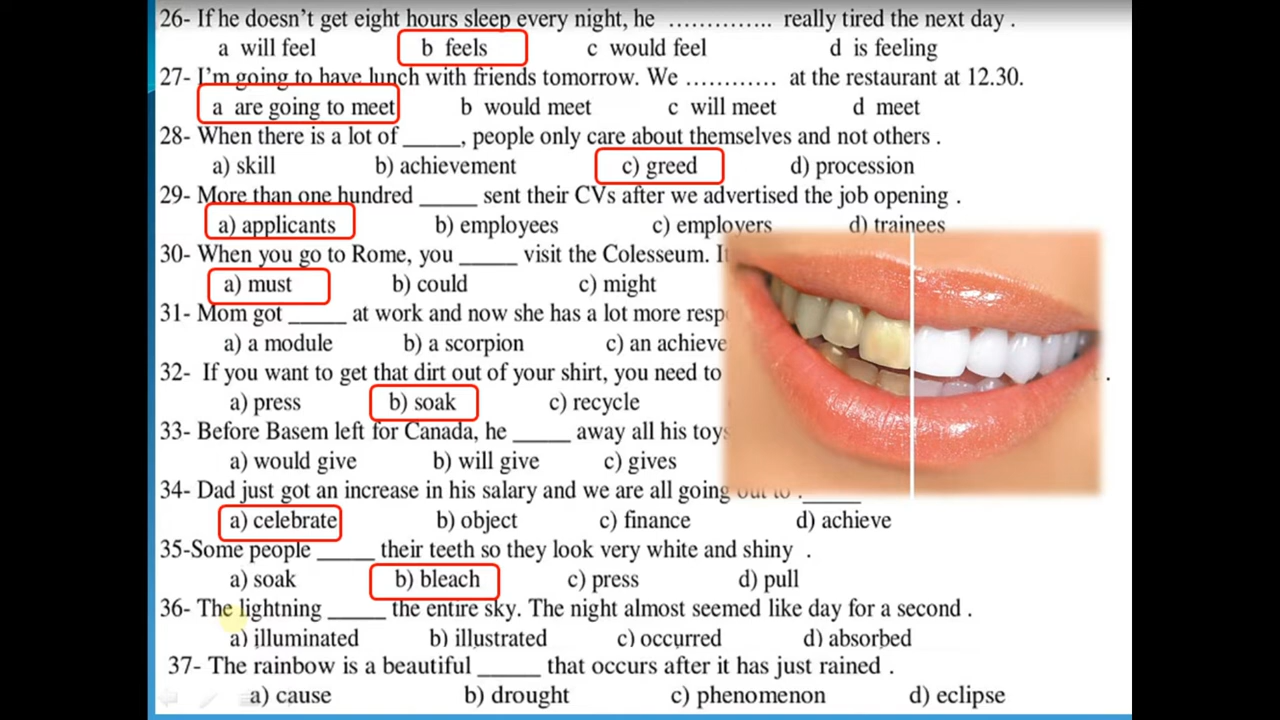 26- If he doesn't get eight hours sleep every night, he ………….. really tired the next day .
a will feel b feels c would feel d is feeling
27- I'm going to have lunch with friends tomorrow. We ………… at the restaurant at 12.30.
a are going to meet b would meet c will meet d meet
28- When there is a lot of _____, people only care about themselves and not others .
a) skill b) achievement c) greed d) procession
29- More than one hundred _____ sent their CVs after we advertised the job opening .
a) applicants b) employees c) employers d) trainees
30- When you go to Rome, you _____ visit the Colesseum.
a) must b) could c) might
31- Mom got _____ at work and now she has a lot more
a) a module b) a scorpion c) an achieve
32- If you want to get that dirt out of your shirt, you need to .
a) press b) soak c) recycle
33- Before Basem left for Canada, he _____ away all his toys
a) would give b) will give c) gives
34- Dad just got an increase in his salary and we are all going out to ._____
a) celebrate b) object c) finance d) achieve
35-Some people _____ their teeth so they look very white and shiny .
a) soak b) bleach c) press d) pull
36- The lightning _____ the entire sky. The night almost seemed like day for a second .
a) illuminated b) illustrated c) occurred d) absorbed
37- The rainbow is a beautiful _____ that occurs after it has just rained .
a) cause b) drought c) phenomenon d) eclipse